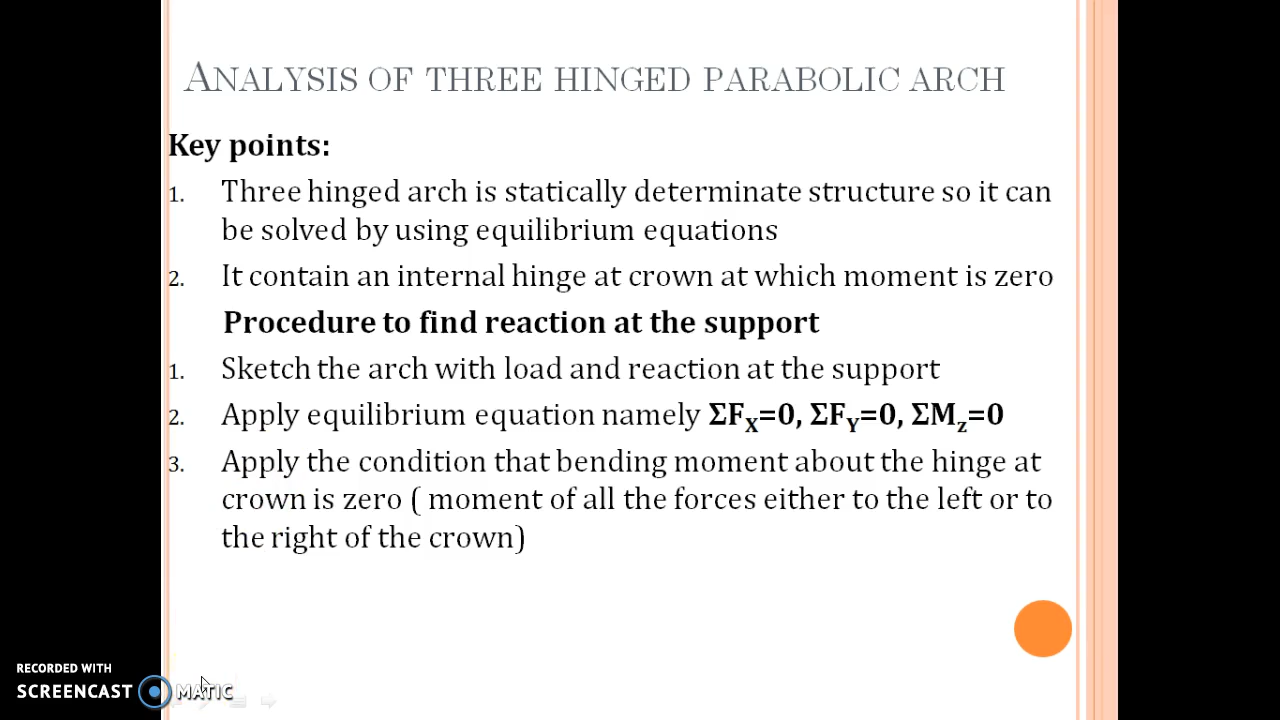 ANALYSIS OF THREE HINGED PARABOLIC ARCH
Key points:
1. Three hinged arch is statically determinate structure so it can
be solved by using equilibrium equations
2. It contain an internal hinge at crown at which moment is zero
Procedure to find reaction at the support
1. Sketch the arch with load and reaction at the support
2. Apply equilibrium equation namely ΣFX=0, ΣFY=0, ΣMz=0
3. Apply the condition that bending moment about the hinge at
crown is zero ( moment of all the forces either to the left or to
the right of the crown)
RECORDED WITH
SCREENCAST MATIC